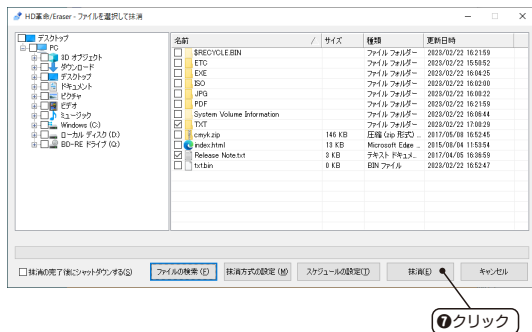 HD革命/Eraser - ファイルを選択して抹消
デスクトップ
PC
3D オブジェクト
ダウンロード
デスクトップ
ドキュメント
ピクチャ
ビデオ
ミュージック
Windows (C:)
ローカル ディスク (D:)
BD-RE ドライブ (Q:)
名前 / サイズ 種類 更新日時
$RECYCLE.BIN ファイル フォルダー 2023/02/22 16:21:59
ETC ファイル フォルダー 2023/02/22 15:50:52
EXE ファイル フォルダー 2023/02/22 16:04:25
ISO ファイル フォルダー 2023/02/22 16:02:00
JPG ファイル フォルダー 2023/02/22 16:00:22
PDF ファイル フォルダー 2023/02/22 16:21:59
System Volume Information ファイル フォルダー 2023/02/22 16:06:44
TXT ファイル フォルダー 2023/02/22 17:00:29
cmyk.zip 146 KB 圧縮 (zip 形式) ... 2017/05/08 16:52:45
index.html 13 KB Microsoft Edge ... 2015/08/04 11:53:54
Release Note.txt 3 KB テキスト ドキュメ... 2017/04/05 16:36:59
txt.bin 0 KB BIN ファイル 2023/02/22 16:52:47
抹消の完了後にシャットダウンする(S)
ファイルの検索 (F)
抹消方式の設定 (M)
スケジュールの設定(T)
抹消(E)
キャンセル
❼クリック